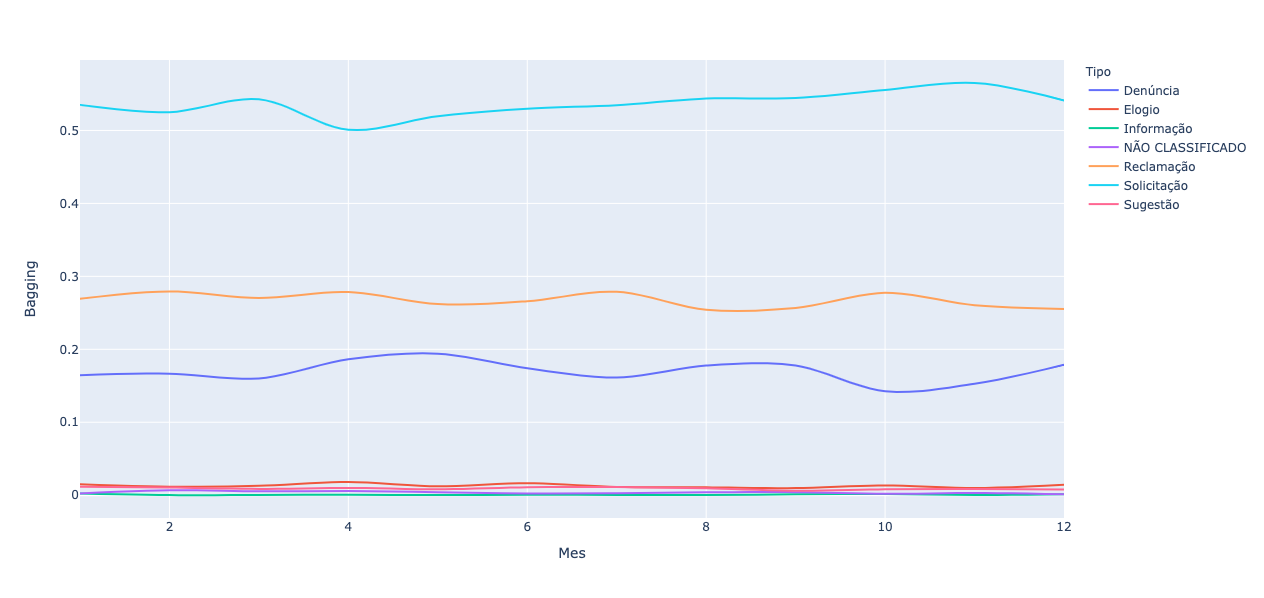 Tipo
Denúncia
Elogio
Informação
NÃO CLASSIFICADO
Reclamação
Solicitação
Sugestão
Bagging
0.5
0.4
0.3
0.2
0.1
0
2 4 6 8 10 12
Mes